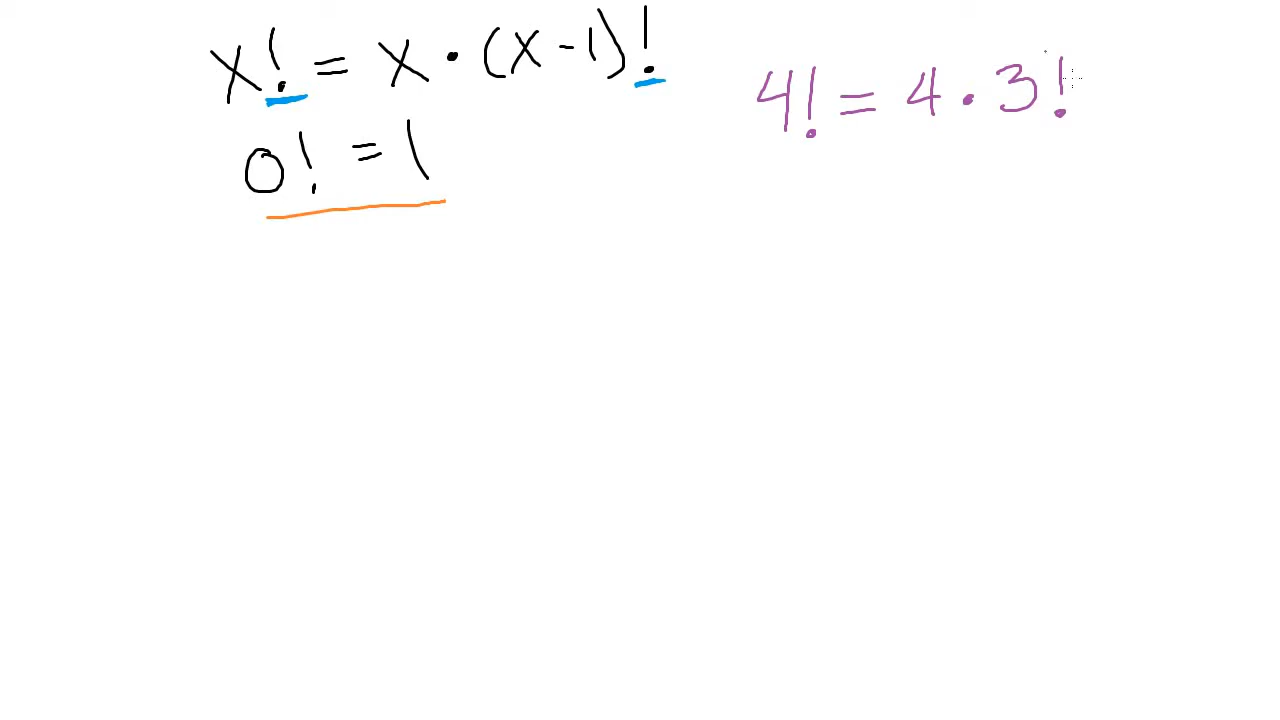 x! = x · (x - 1)!
0! = 1
4! = 4 · 3!